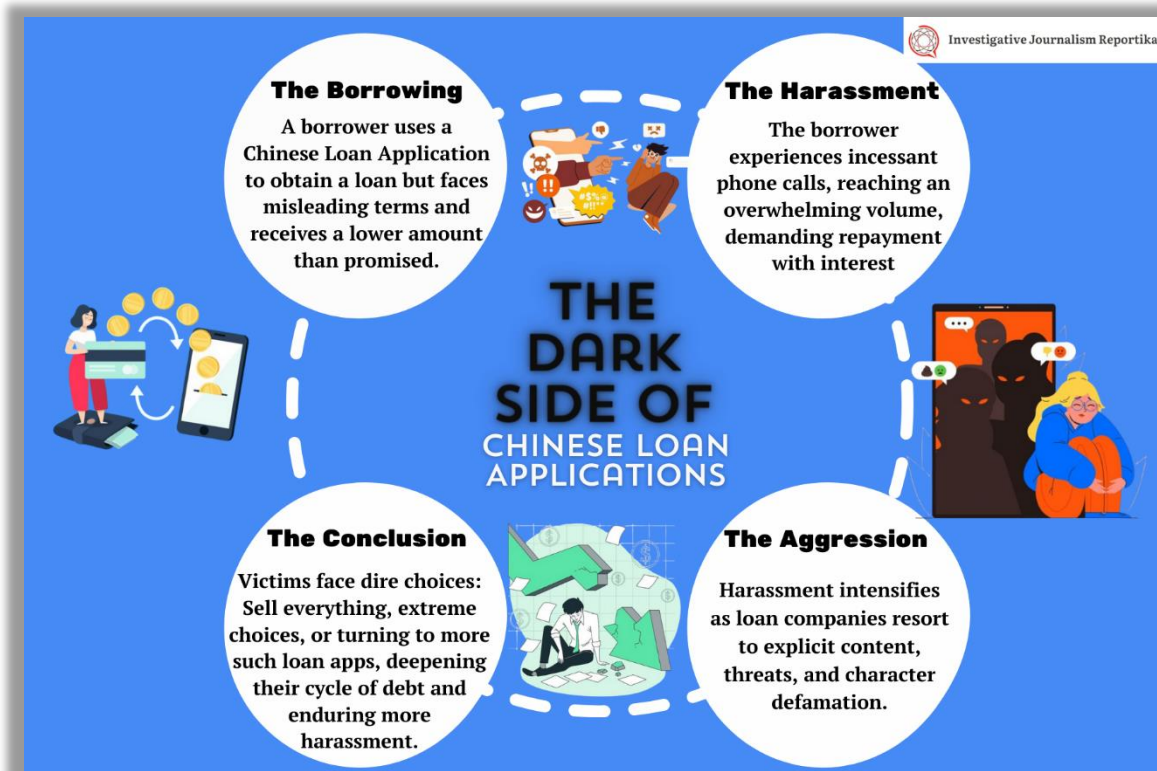 Investigative Journalism Reportika
The Borrowing
A borrower uses a
Chinese Loan Application
to obtain a loan but faces
misleading terms and
receives a lower amount
than promised.
The Harassment
The borrower
experiences incessant
phone calls, reaching an
overwhelming volume,
demanding repayment
with interest
THE
DARK
SIDE OF
CHINESE LOAN
APPLICATIONS
The Conclusion
Victims face dire choices:
Sell everything, extreme
choices, or turning to more
such loan apps, deepening
their cycle of debt and
enduring more
harassment.
The Aggression
Harassment intensifies
as loan companies resort
to explicit content,
threats, and character
defamation.